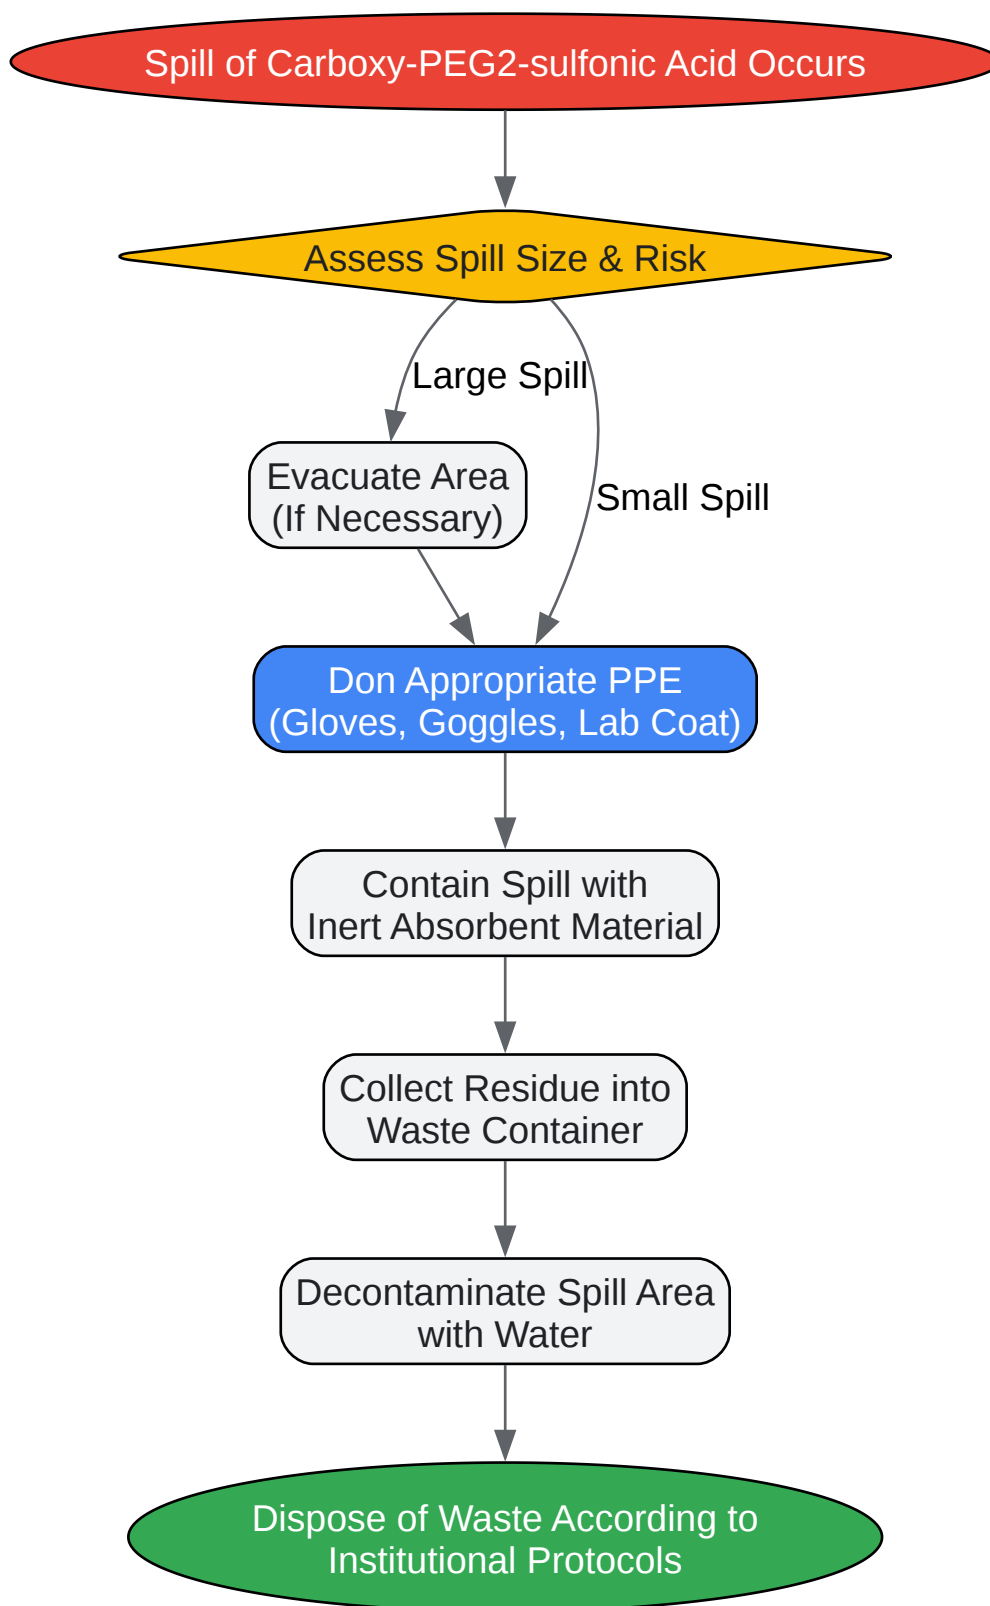 Spill of Carboxy-PEG2-sulfonic Acid Occurs
Assess Spill Size & Risk
Large Spill
Evacuate Area
(If Necessary)
Small Spill
Don Appropriate PPE
(Gloves, Goggles, Lab Coat)
Contain Spill with
Inert Absorbent Material
Collect Residue into
Waste Container
Decontaminate Spill Area
with Water
Dispose of Waste According to
Institutional Protocols